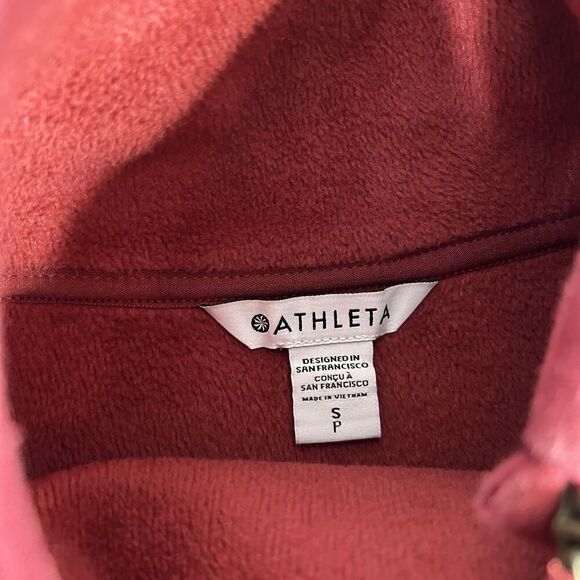 ATHLETA
DESIGNED IN
SAN FRANCISCO
CONÇU À
SAN FRANCISCO
MADE IN VIETNAM
S
P